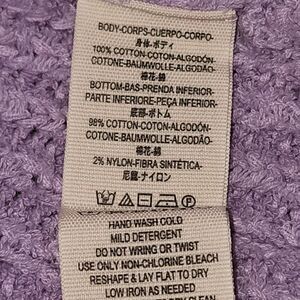 BODY-CORPS-CUERPO-CORPO-
身体-ボディ
100% COTTON-COTON-ALGODÓN-
COTONE-BAUMWOLLE-ALGODÃO-
棉花-綿
BOTTOM-BAS-PRENDA INFERIOR-
PARTE INFERIORE-PEÇA INFERIOR-
底部-ボトム
98% COTTON-COTON-ALGODÓN-
COTONE-BAUMWOLLE-ALGODÃO-
棉花-綿
2% NYLON-FIBRA SINTÉTICA-
尼龍-ナイロン
HAND WASH COLD
MILD DETERGENT
DO NOT WRING OR TWIST
USE ONLY NON-CHLORINE BLEACH
RESHAPE & LAY FLAT TO DRY
LOW IRON AS NEEDED
DRY CLEAN